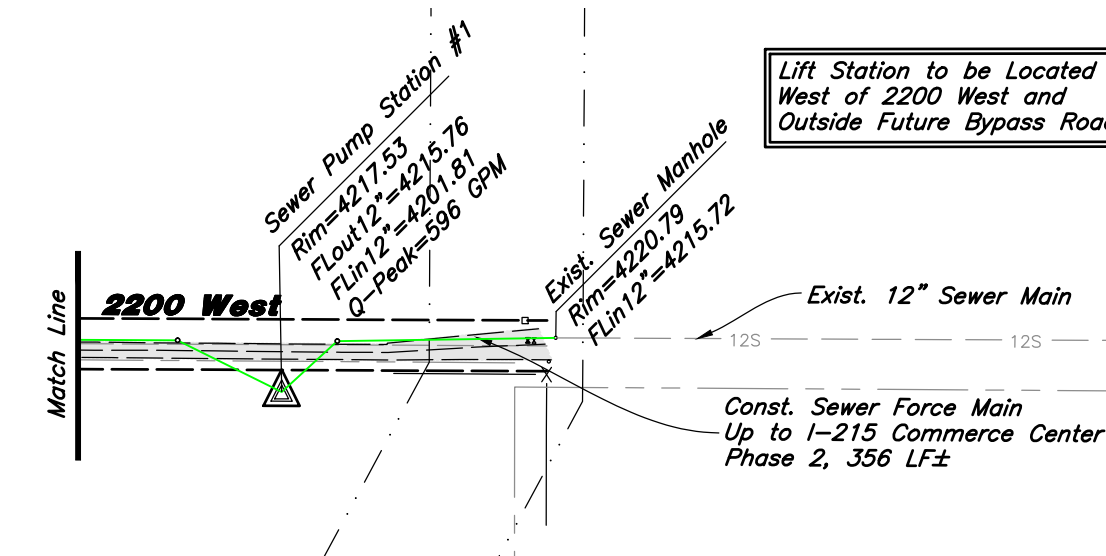 Sewer Pump Station #1
Rim=4217.53
FLout12"=4215.76
FLin12"=4201.81
Q-Peak=596 GPM
Lift Station to be Located
West of 2200 West and
Outside Future Bypass
Exist. Sewer Manhole
Rim=4220.79
FLin12"=4215.72
2200 West
Match Line
Exist. 12" Sewer Main
12S
12S
Const. Sewer Force Main
Up to I-215 Commerce Center
Phase 2, 356 LF±